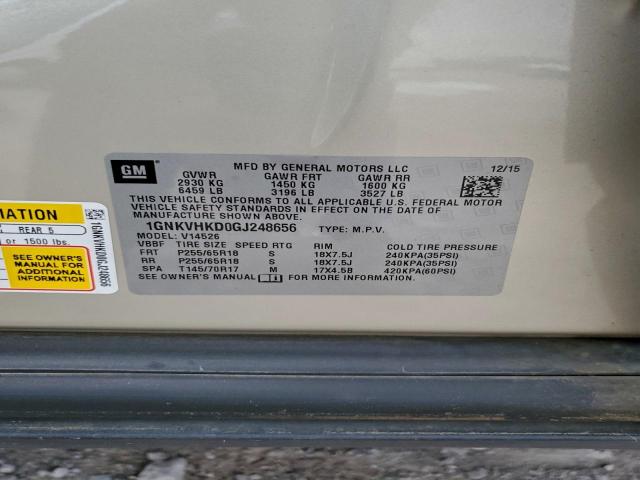 GM
MFD BY GENERAL MOTORS LLC
12/15
GVWR GAWR FRT GAWR RR
2930 KG 1450 KG 1600 KG
6459 LB 3196 LB 3527 LB
THIS VEHICLE CONFORMS TO ALL APPLICABLE U.S. FEDERAL MOTOR
VEHICLE SAFETY STANDARDS IN EFFECT ON THE DATE OF
MANUFACTURE SHOWN ABOVE.
1GNKVHKD0GJ248656 TYPE: M.P.V.
MODEL: V14526
VBBF TIRE SIZE SPEED RTG RIM COLD TIRE PRESSURE
FRT P255/65R18 S 18X7.5J 240KPA(35PSI)
RR P255/65R18 S 18X7.5J 240KPA(35PSI)
SPA T145/70R17 M 17X4.5B 420KPA(60PSI)
SEE OWNER'S MANUAL FOR MORE INFORMATION.
REAR 5
or 1500 lbs.
SEE OWNER'S
MANUAL FOR
ADDITIONAL
INFORMATION
1GNKVHKD0GJ248656